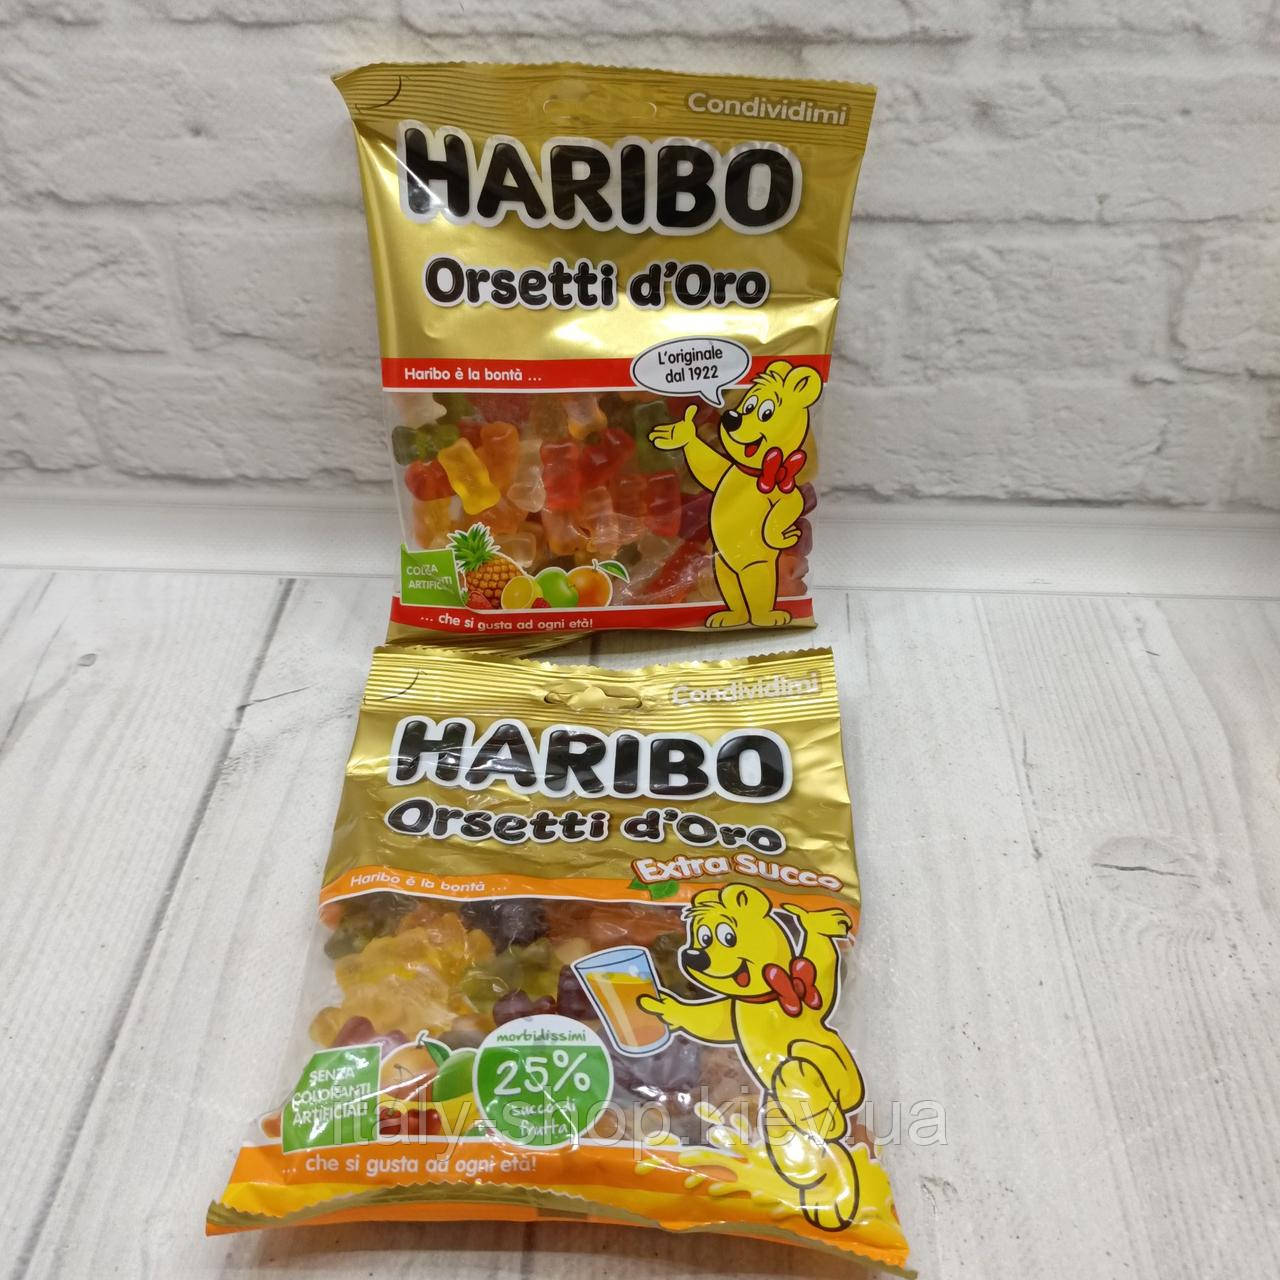 Condividimi
HARIBO
Orsetti d'Oro
L'originale
dal 1922
Haribo è la bontà ...
... che si gusta ad ogni età!
Condividimi
HARIBO
Orsetti d'Oro
Extra Succo
Haribo è la bontà ...
morbidissimi
25%
succo di
frutta
SENZA
COLORANTI
ARTIFICIALI
... che si gusta ad ogni età!
italy-shop.kiev.ua